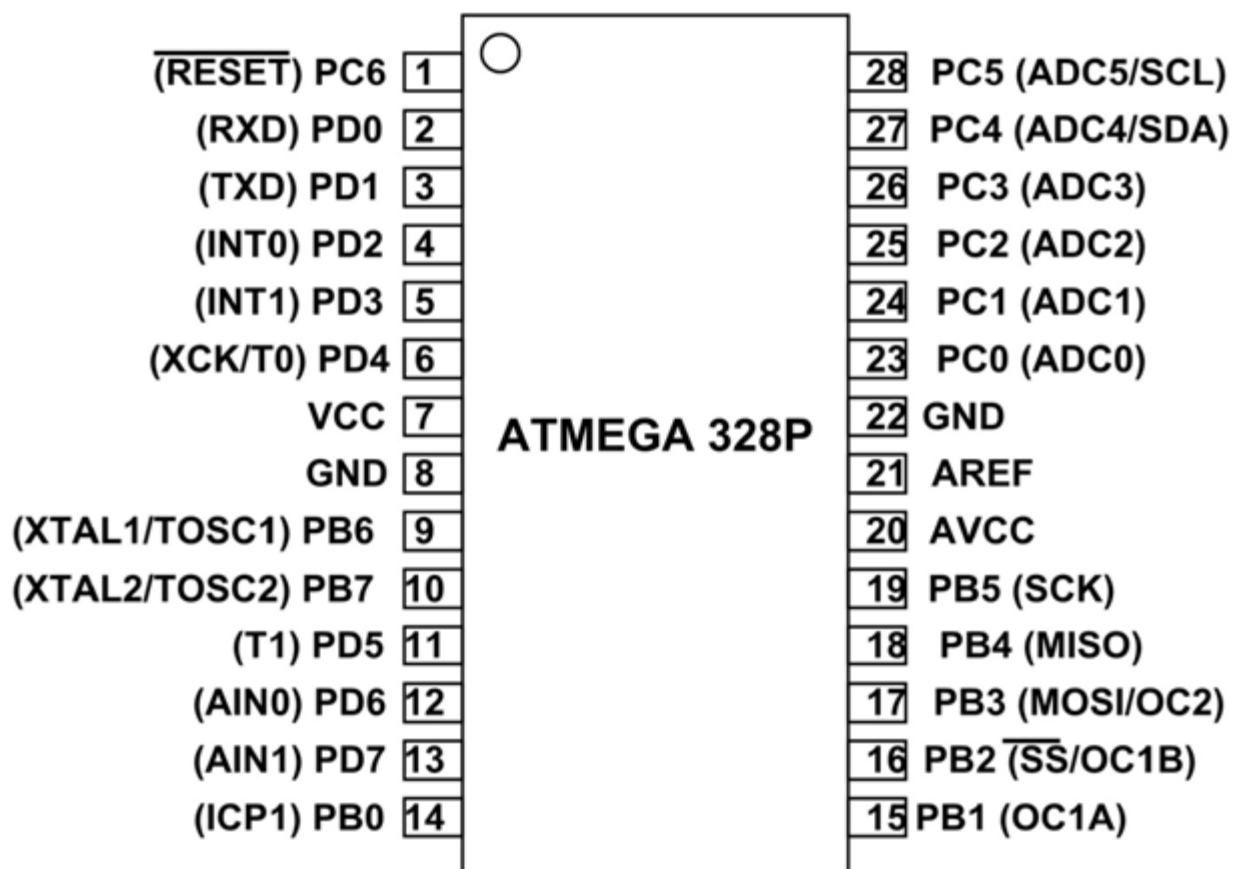 (RESET) PC6 1
(RXD) PD0 2
(TXD) PD1 3
(INT0) PD2 4
(INT1) PD3 5
(XCK/T0) PD4 6
VCC 7
GND 8
(XTAL1/TOSC1) PB6 9
(XTAL2/TOSC2) PB7 10
(T1) PD5 11
(AIN0) PD6 12
(AIN1) PD7 13
(ICP1) PB0 14
ATMEGA 328P
28 PC5 (ADC5/SCL)
27 PC4 (ADC4/SDA)
26 PC3 (ADC3)
25 PC2 (ADC2)
24 PC1 (ADC1)
23 PC0 (ADC0)
22 GND
21 AREF
20 AVCC
19 PB5 (SCK)
18 PB4 (MISO)
17 PB3 (MOSI/OC2)
16 PB2 (SS/OC1B)
15 PB1 (OC1A)